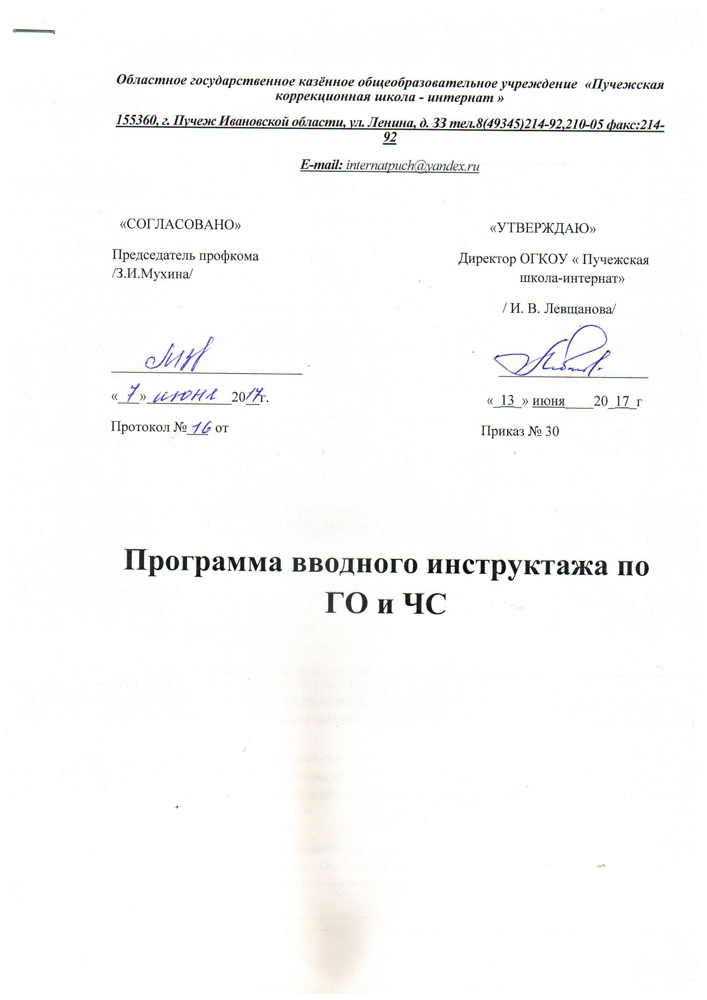 Областное государственное казённое общеобразовательное учреждение «Пучежская
коррекционная школа - интернат »
155360, г. Пучеж Ивановской области, ул. Ленина, д. 33 тел.8(49345)214-92,210-05 факс:214-
92
E-mail: internatpuch@yandex.ru
«СОГЛАСОВАНО»
Председатель профкома
/З.И.Мухина/
«7» июня 2017г.
Протокол № 16 от
«УТВЕРЖДАЮ»
Директор ОГКОУ « Пучежская
школа-интернат»
/ И. В. Левщанова/
«_13_» июня____20_17_г
Приказ № 30
Программа вводного инструктажа по
ГО и ЧС